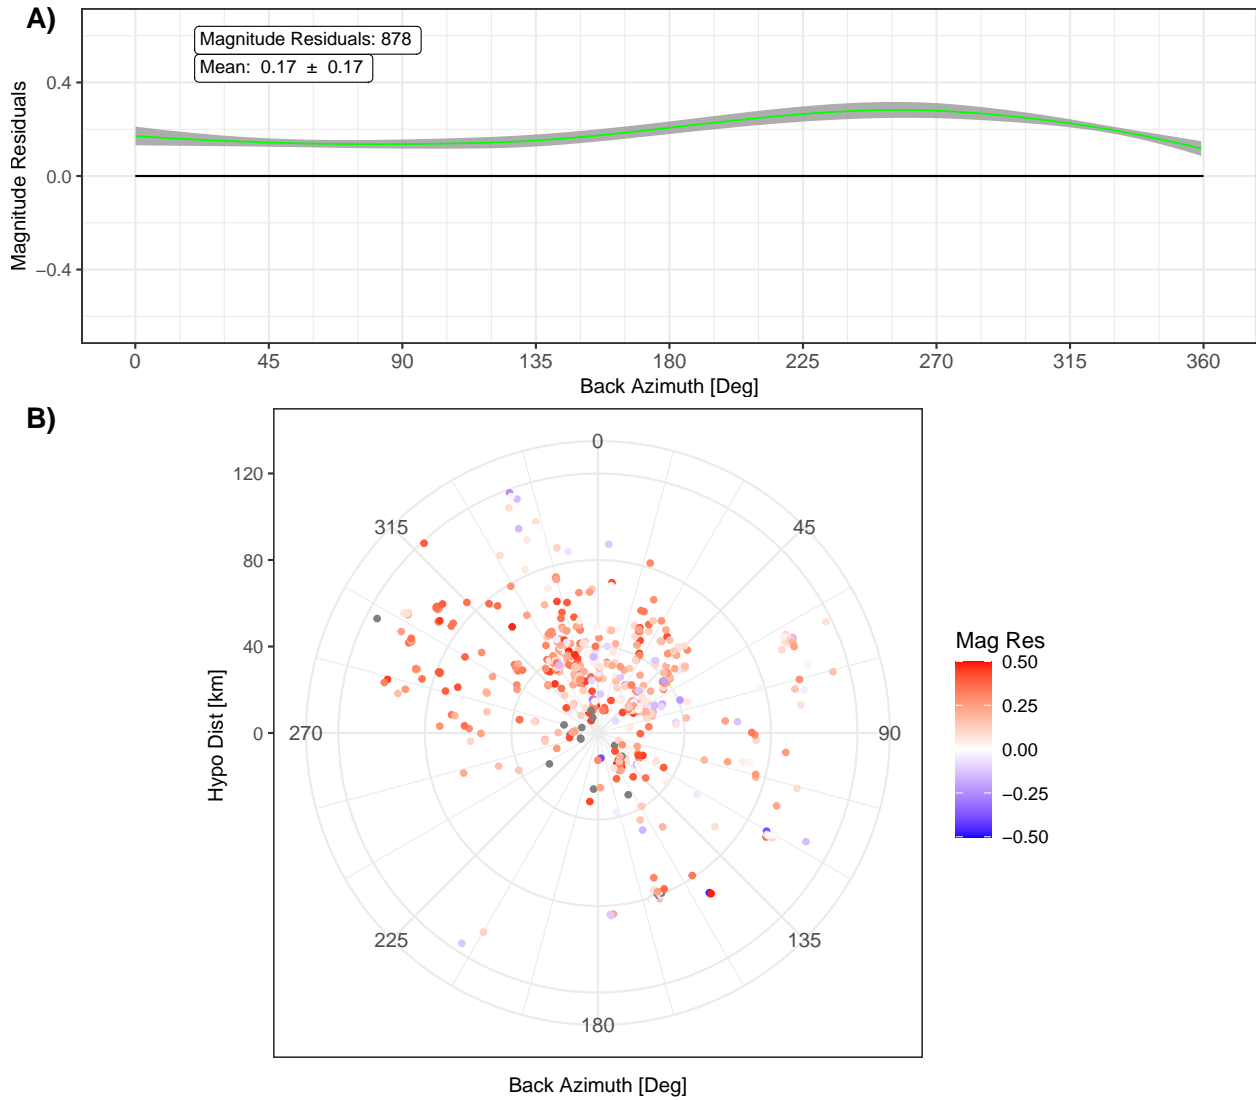 A)
Magnitude Residuals: 878
Mean:  0.17  ±  0.17
Magnitude Residuals
0.4
0.0
−0.4
0 45 90 135 180 225 270 315 360
Back Azimuth [Deg]
B)
Hypo Dist [km]
120
80
40
0
0
45
90
135
180
225
270
315
Back Azimuth [Deg]
Mag Res
0.50
0.25
0.00
−0.25
−0.50